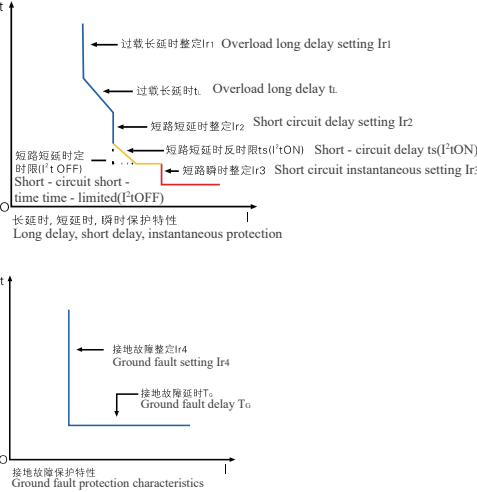 t
过载长延时整定Ir1 Overload long delay setting Ir1
过载长延时tL Overload long delay tL
短路短延时整定Ir2 Short circuit delay setting Ir2
短路短延时反时限ts(I²tON) Short - circuit delay ts(I²tON)
短路短延时定
时限(I²t OFF)
短路瞬时整定Ir3 Short circuit instantaneous setting Ir3
Short - circuit short -
time time - limited(I²tOFF)
O
I
长延时, 短延时, 瞬时保护特性
Long delay, short delay, instantaneous protection
t
接地故障整定Ir4
Ground fault setting Ir4
接地故障延时TG
Ground fault delay TG
O
I
接地故障保护特性
Ground fault protection characteristics